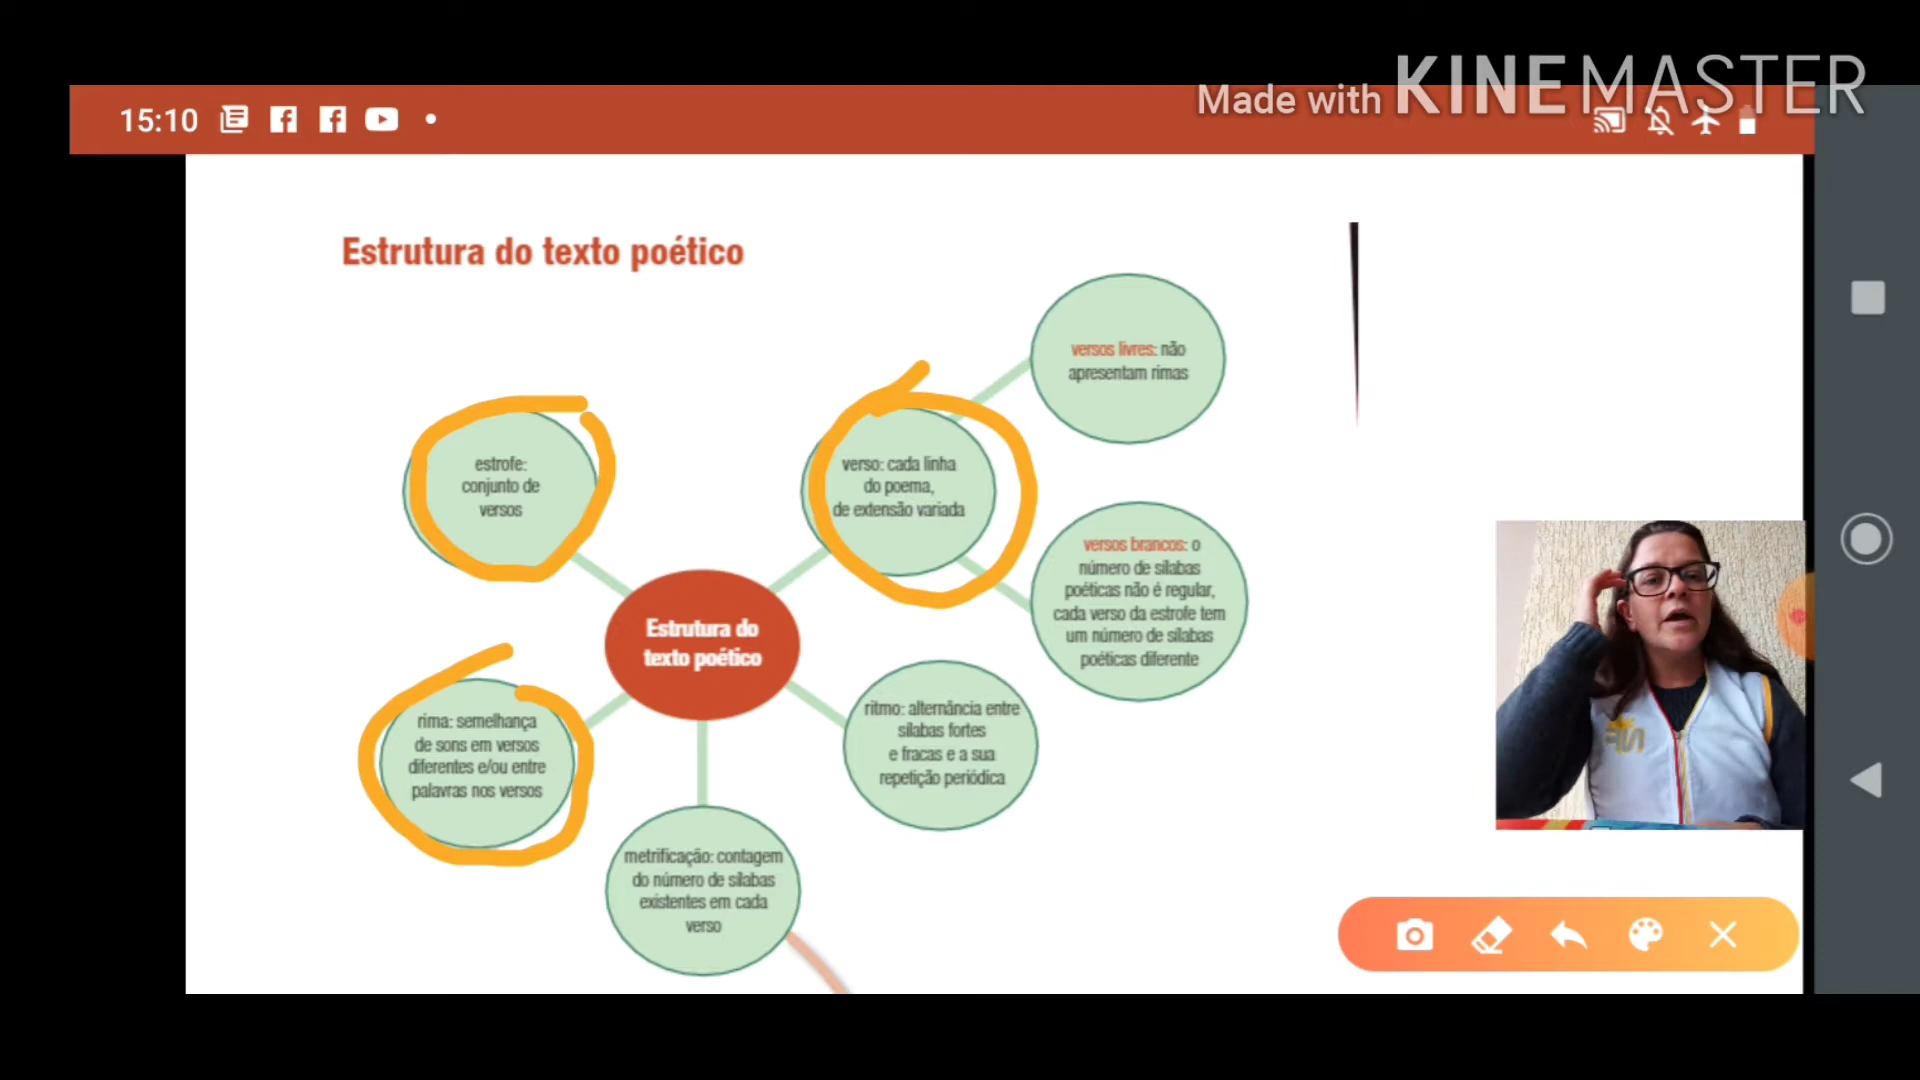 Made with KINEMASTER
15:10
Estrutura do texto poético
versos livres: não
apresentam rimas
estrofe:
conjunto de
versos
verso: cada linha
do poema,
de extensão variada
versos brancos: o
número de sílabas
poéticas não é regular,
cada verso da estrofe tem
um número de sílabas
poéticas diferente
Estrutura do
texto poético
rima: semelhança
de sons em versos
diferentes e/ou entre
palavras nos versos
ritmo: alternância entre
sílabas fortes
e fracas e a sua
repetição periódica
metrificação: contagem
do número de sílabas
existentes em cada
verso